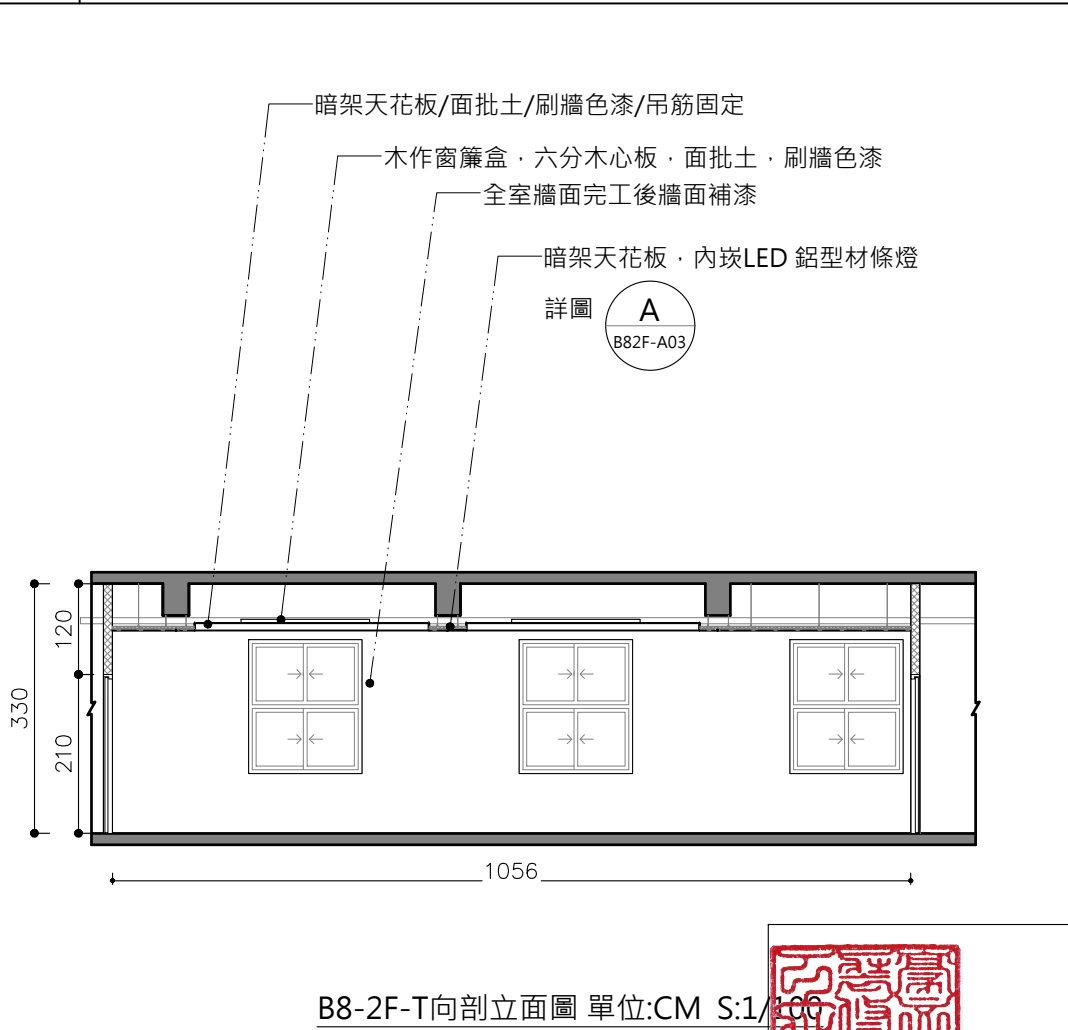 暗架天花板/面批土/刷牆色漆/吊筋固定
木作窗簾盒，六分木心板，面批土，刷牆色漆
全室牆面完工後牆面補漆
暗架天花板，內崁LED 鋁型材條燈
詳圖
A
B82F-A03
120
330
210
1056
B8-2F-T向剖立面圖 單位:CM S:1/100